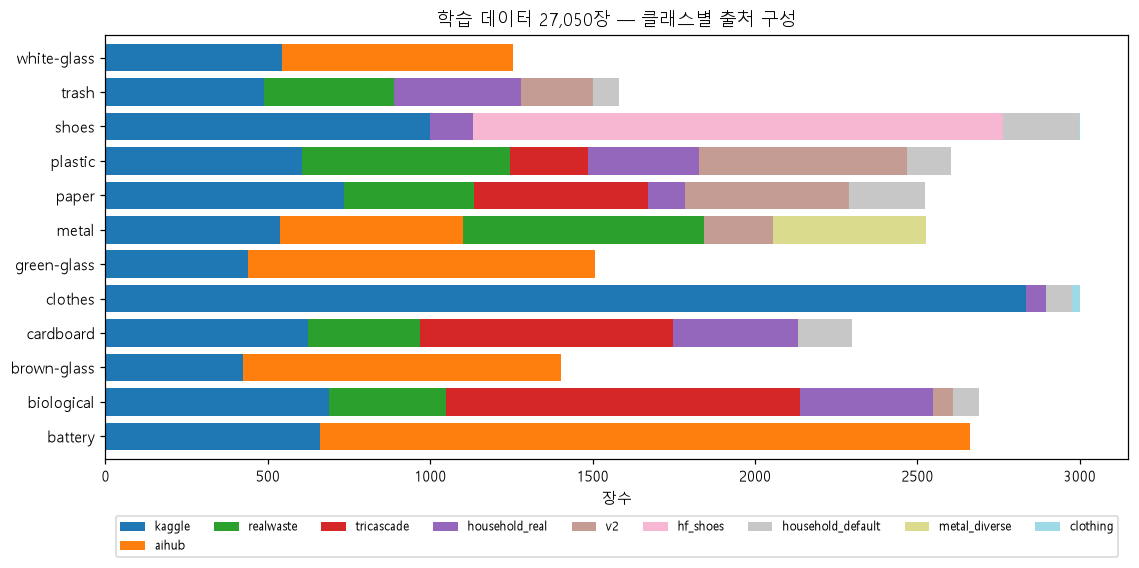 학습 데이터 27,050장 — 클래스별 출처 구성
white-glass
trash
shoes
plastic
paper
metal
green-glass
clothes
cardboard
brown-glass
biological
battery
0 500 1000 1500 2000 2500 3000
장수
kaggle realwaste tricascade household_real v2 hf_shoes household_default metal_diverse clothing
aihub